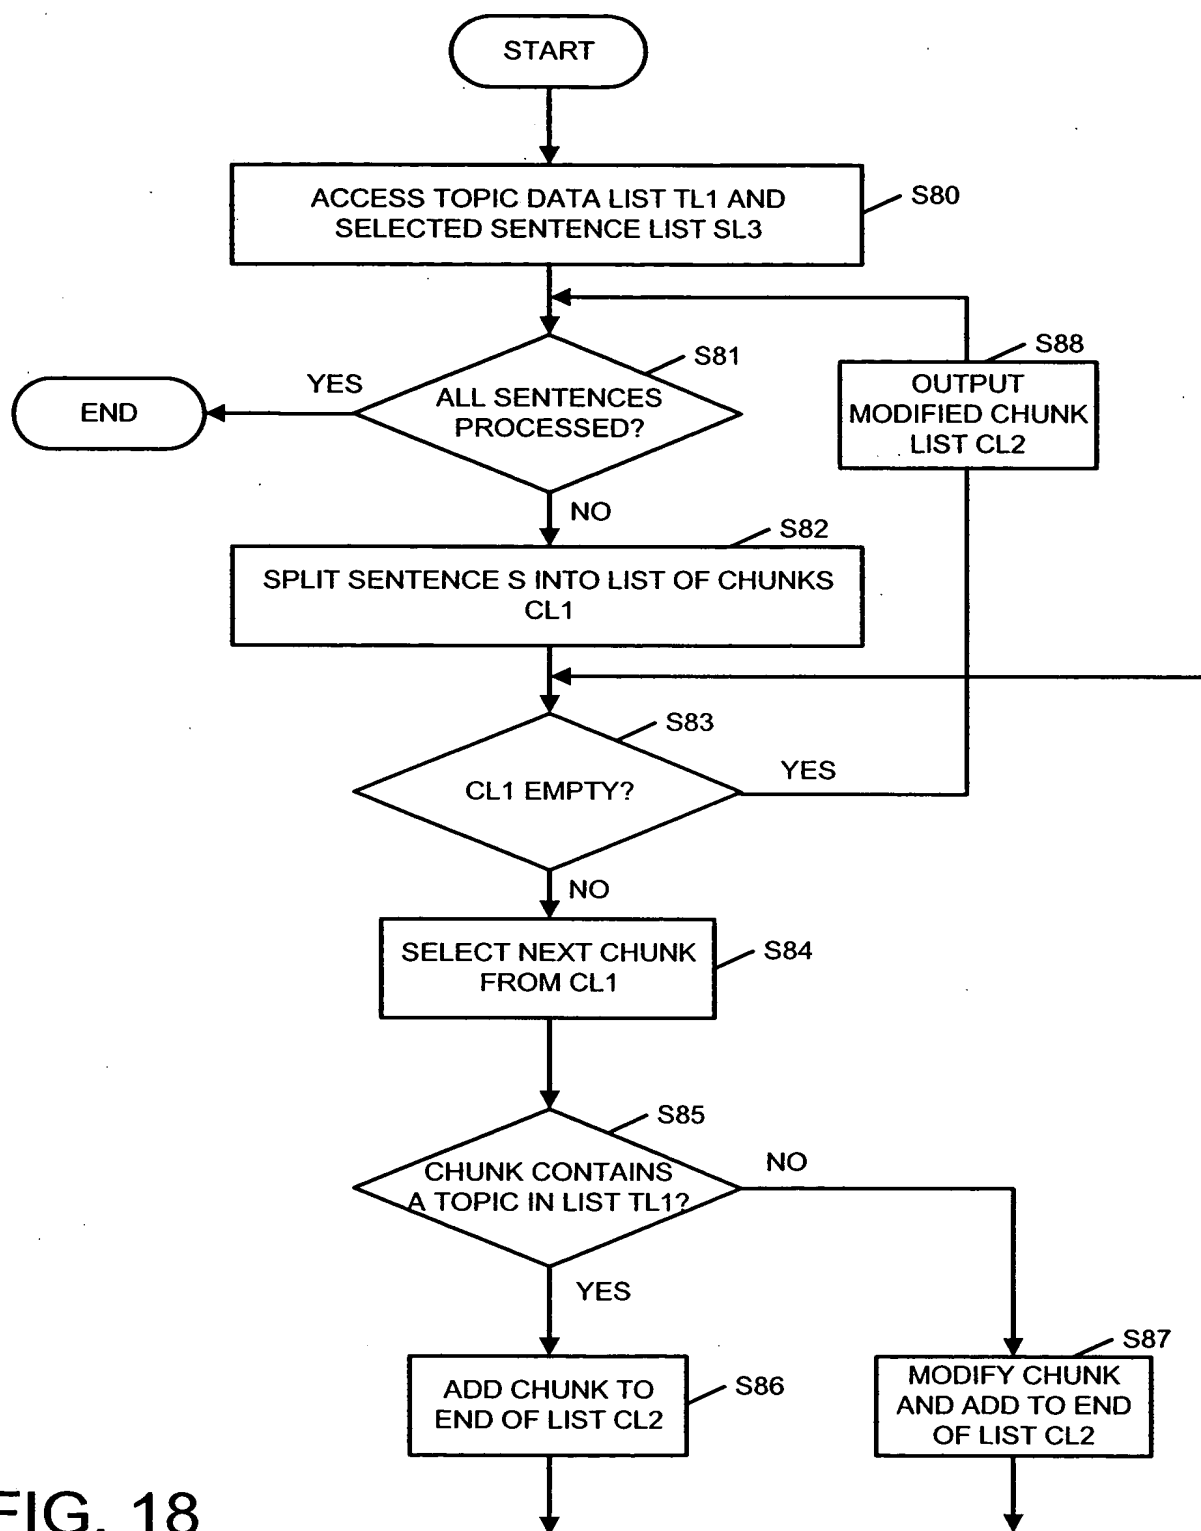 START
ACCESS TOPIC DATA LIST TL1 AND
SELECTED SENTENCE LIST SL3
S80
S81
S88
YES
ALL SENTENCES
PROCESSED?
END
OUTPUT
MODIFIED CHUNK
LIST CL2
NO
S82
SPLIT SENTENCE S INTO LIST OF CHUNKS
CL1
S83
CL1 EMPTY?
YES
NO
SELECT NEXT CHUNK
FROM CL1
S84
S85
CHUNK CONTAINS
A TOPIC IN LIST TL1?
NO
YES
S87
ADD CHUNK TO
END OF LIST CL2
S86
MODIFY CHUNK
AND ADD TO END
OF LIST CL2
FIG. 18